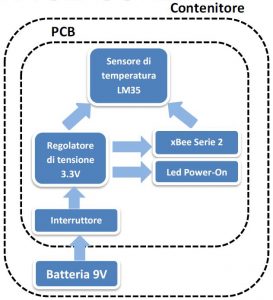 Contenitore
PCB
Sensore di
temperatura
LM35
Regolatore
di tensione
3.3V
xBee Serie 2
Led Power-On
Interruttore
Batteria 9V